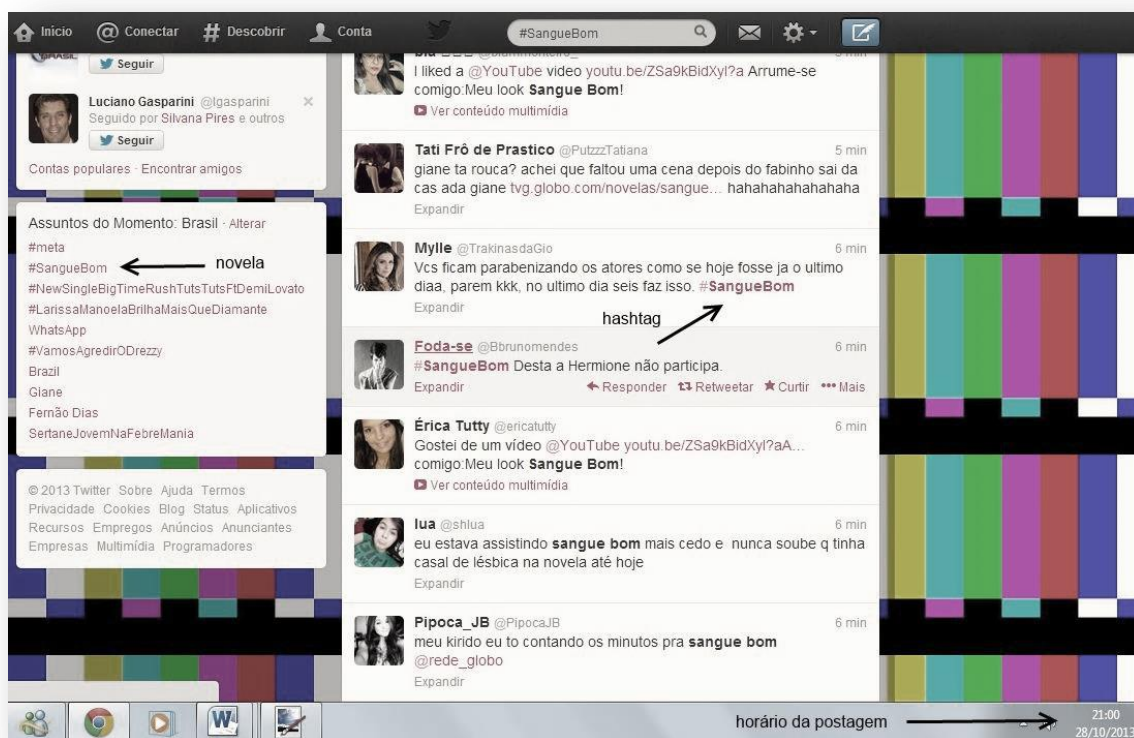 Inicio
Conectar
Descobrir
Conta
#SangueBom
Seguir
Luciano Gasparini @lgasparini
Seguido por Silvana Pires e outros
Seguir
Contas populares · Encontrar amigos
Assuntos do Momento: Brasil · Alterar
#meta
#SangueBom
novela
#NewSingleBigTimeRushTutsTutsFtDemiLovato
#LarissaManoelaBrilhaMaisQueDiamante
WhatsApp
#VamosAgredirODrezzy
Brazil
Giane
Fernão Dias
SertaneJovemNaFebreMania
© 2013 Twitter Sobre Ajuda Termos
Privacidade Cookies Blog Status Aplicativos
Recursos Empregos Anúncios Anunciantes
Empresas Multimídia Programadores
I liked a @YouTube video youtu.be/ZSa9kBidXyI?a Arrume-se
comigo:Meu look Sangue Bom!
Ver conteúdo multimídia
Tati Frô de Prastico @PutzzzTatiana 5 min
giane ta rouca? achei que faltou uma cena depois do fabinho sai da
cas ada giane tvg.globo.com/novelas/sangue... hahahahahahahaha
Expandir
Mylle @TrakinasdaGio 6 min
Vcs ficam parabenizando os atores como se hoje fosse ja o ultimo
diaa, parem kkk, no ultimo dia seis faz isso. #SangueBom
Expandir
hashtag
Foda-se @Bbrunomendes 6 min
#SangueBom Desta a Hermione não participa.
Expandir Responder Retweetar Curtir Mais
Érica Tutty @ericatutty 6 min
Gostei de um vídeo @YouTube youtu.be/ZSa9kBidXyI?aA...
comigo:Meu look Sangue Bom!
Ver conteúdo multimídia
lua @shlua 6 min
eu estava assistindo sangue bom mais cedo e nunca soube q tinha
casal de lésbica na novela até hoje
Expandir
Pipoca_JB @PipocaJB 6 min
meu kirido eu to contando os minutos pra sangue bom
@rede_globo
Expandir
horário da postagem
21:00
28/10/2013